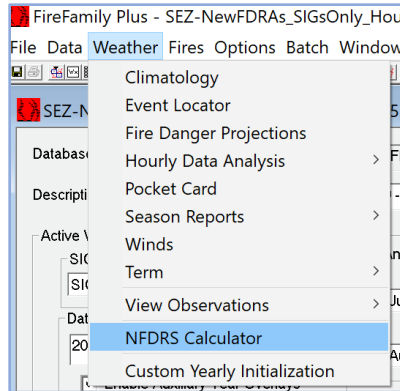 FireFamily Plus - SEZ-NewFDRAs_SIGsOnly_Hou
File Data Weather Fires Options Batch Window
SEZ-N
Climatology
Event Locator
Fire Danger Projections
Database
Hourly Data Analysis
Pocket Card
Descripti
Season Reports
Winds
Active V
Term
SIG
View Observations
Dat
NFDRS Calculator
20
Custom Yearly Initialization
Enable Auxiliary Year Overlays